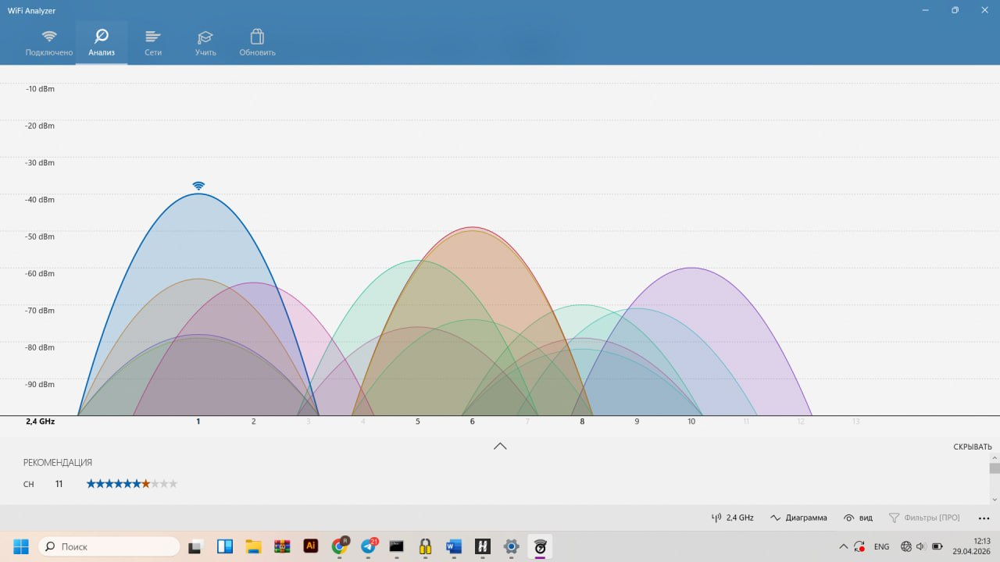 WiFi Analyzer
Подключено Анализ Сети Учить Обновить
-10 dBm
-20 dBm
-30 dBm
-40 dBm
-50 dBm
-60 dBm
-70 dBm
-80 dBm
-90 dBm
2,4 GHz 1 2 3 4 5 6 7 8 9 10 11 12 13
СКРЫВАТЬ
РЕКОМЕНДАЦИЯ
CH 11
2,4 GHz Диаграмма вид Фильтры [ПРО]
Поиск Ai R 21 W H ENG 12:13
29.04.2026